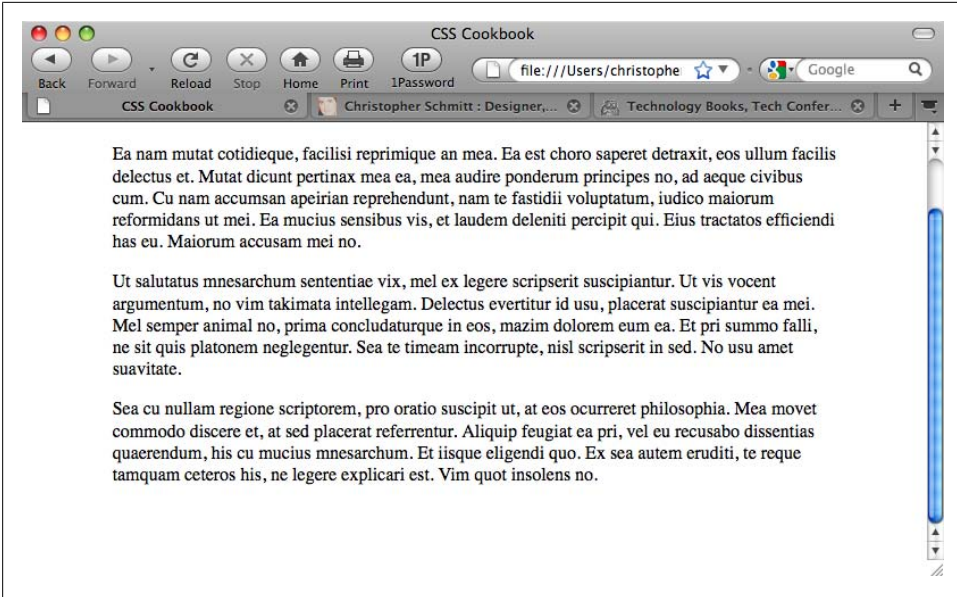 CSS Cookbook
1P
file:///Users/christophe
Google
Back Forward Reload Stop Home Print 1Password
CSS Cookbook Christopher Schmitt : Designer,... Technology Books, Tech Confer...
Ea nam mutat cotidieque, facilisi reprimique an mea. Ea est choro saperet detraxit, eos ullum facilis
delectus et. Mutat dicunt pertinax mea ea, mea audire ponderum principes no, ad aeque civibus
cum. Cu nam accumsan apeirian reprehendunt, nam te fastidii voluptatum, iudico maiorum
reformidans ut mei. Ea mucius sensibus vis, et laudem deleniti percipit qui. Eius tractatos efficiendi
has eu. Maiorum accusam mei no.
Ut salutatus mnesarchum sententiae vix, mel ex legere scripserit suscipiantur. Ut vis vocent
argumentum, no vim takimata intellegam. Delectus evertitur id usu, placerat suscipiantur ea mei.
Mel semper animal no, prima concludaturque in eos, mazim dolorem eum ea. Et pri summo falli,
ne sit quis platonem neglegentur. Sea te timeam incorrupte, nisl scripserit in sed. No usu amet
suavitate.
Sea cu nullam regione scriptorem, pro oratio suscipit ut, at eos ocurreret philosophia. Mea movet
commodo discere et, at sed placerat referrentur. Aliquip feugiat ea pri, vel eu recusabo dissentias
quaerendum, his cu mucius mnesarchum. Et iisque eligendi quo. Ex sea autem eruditi, te reque
tamquam ceteros his, ne legere explicari est. Vim quot insolens no.